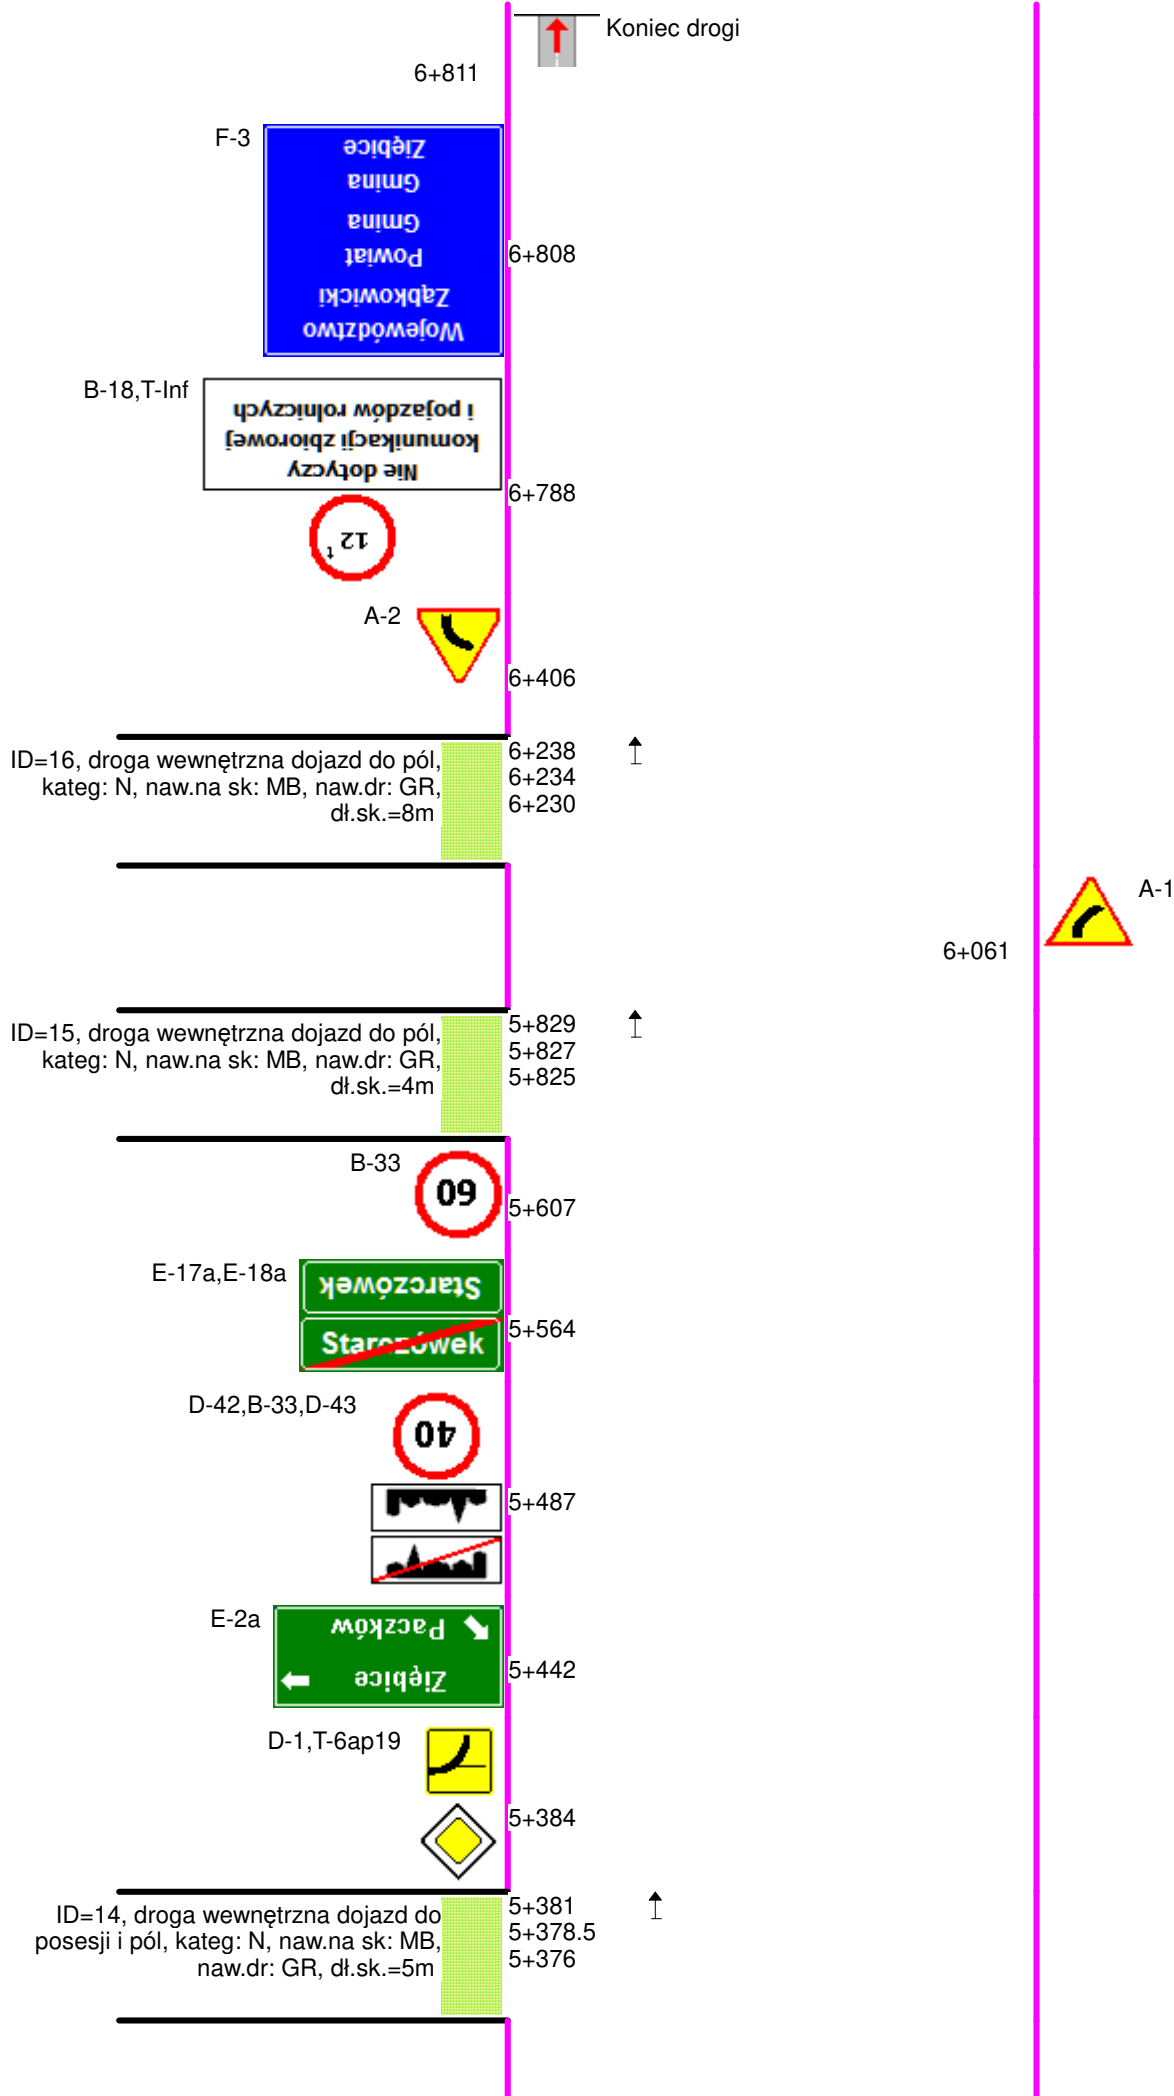 Koniec drogi
6+811
F-3
Ziębice
Gmina
Gmina
Powiat
Ząbkowicki
Województwo
6+808
B-18,T-Inf
Nie dotyczy
komunikacji zbiorowej
i pojazdów rolniczych
6+788
12 t
A-2
6+406
ID=16, droga wewnętrzna dojazd do pól,
kateg: N, naw.na sk: MB, naw.dr: GR,
dł.sk.=8m
6+238
6+234
6+230
A-1
6+061
ID=15, droga wewnętrzna dojazd do pól,
kateg: N, naw.na sk: MB, naw.dr: GR,
dł.sk.=4m
5+829
5+827
5+825
B-33
60
5+607
E-17a,E-18a
Starczówek
Starczówek
5+564
D-42,B-33,D-43
40
5+487
E-2a
Paczków
Ziębice
5+442
D-1,T-6ap19
5+384
ID=14, droga wewnętrzna dojazd do
posesji i pól, kateg: N, naw.na sk: MB,
naw.dr: GR, dł.sk.=5m
5+381
5+378.5
5+376